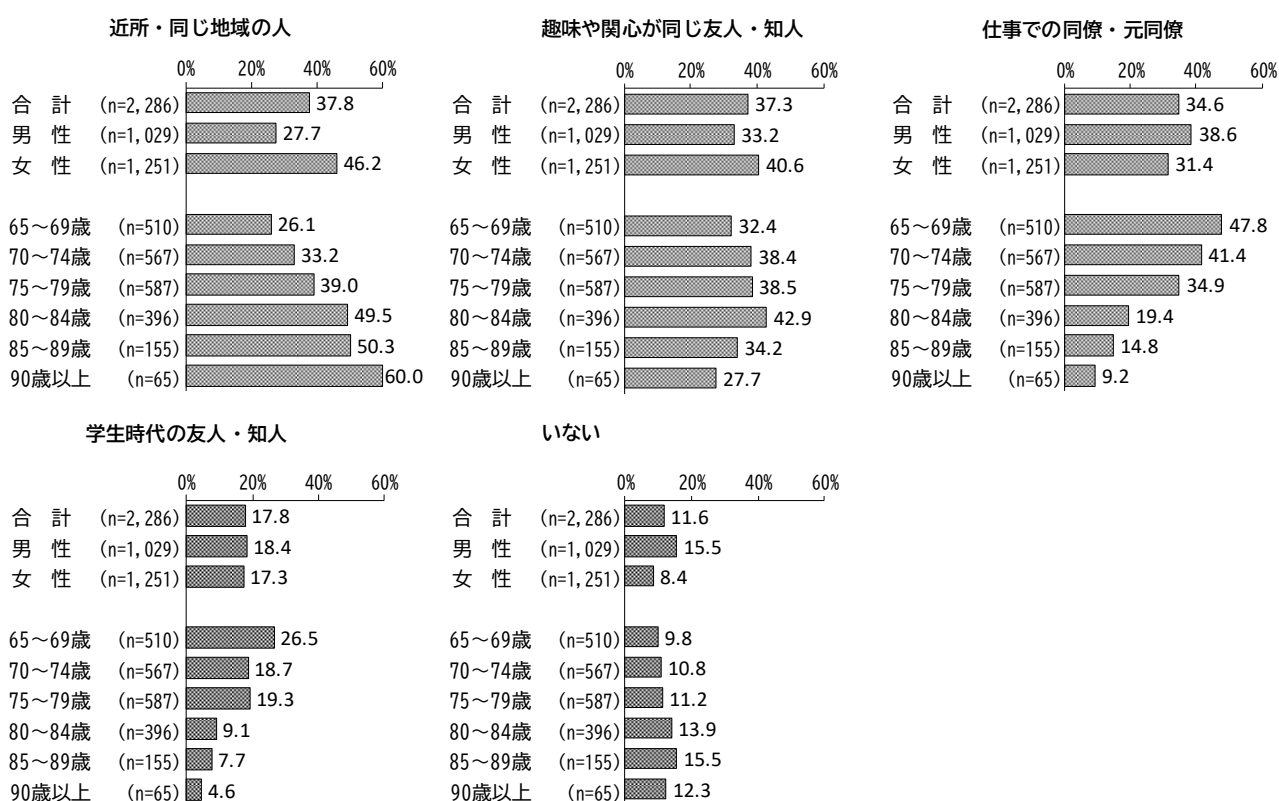 近所・同じ地域の人
0% 20% 40% 60%
合 計 (n=2,286) 37.8
男 性 (n=1,029) 27.7
女 性 (n=1,251) 46.2
65～69歳 (n=510) 26.1
70～74歳 (n=567) 33.2
75～79歳 (n=587) 39.0
80～84歳 (n=396) 49.5
85～89歳 (n=155) 50.3
90歳以上 (n=65) 60.0
趣味や関心が同じ友人・知人
0% 20% 40% 60%
合 計 (n=2,286) 37.3
男 性 (n=1,029) 33.2
女 性 (n=1,251) 40.6
65～69歳 (n=510) 32.4
70～74歳 (n=567) 38.4
75～79歳 (n=587) 38.5
80～84歳 (n=396) 42.9
85～89歳 (n=155) 34.2
90歳以上 (n=65) 27.7
仕事での同僚・元同僚
0% 20% 40% 60%
合 計 (n=2,286) 34.6
男 性 (n=1,029) 38.6
女 性 (n=1,251) 31.4
65～69歳 (n=510) 47.8
70～74歳 (n=567) 41.4
75～79歳 (n=587) 34.9
80～84歳 (n=396) 19.4
85～89歳 (n=155) 14.8
90歳以上 (n=65) 9.2
学生時代の友人・知人
0% 20% 40% 60%
合 計 (n=2,286) 17.8
男 性 (n=1,029) 18.4
女 性 (n=1,251) 17.3
65～69歳 (n=510) 26.5
70～74歳 (n=567) 18.7
75～79歳 (n=587) 19.3
80～84歳 (n=396) 9.1
85～89歳 (n=155) 7.7
90歳以上 (n=65) 4.6
いない
0% 20% 40% 60%
合 計 (n=2,286) 11.6
男 性 (n=1,029) 15.5
女 性 (n=1,251) 8.4
65～69歳 (n=510) 9.8
70～74歳 (n=567) 10.8
75～79歳 (n=587) 11.2
80～84歳 (n=396) 13.9
85～89歳 (n=155) 15.5
90歳以上 (n=65) 12.3